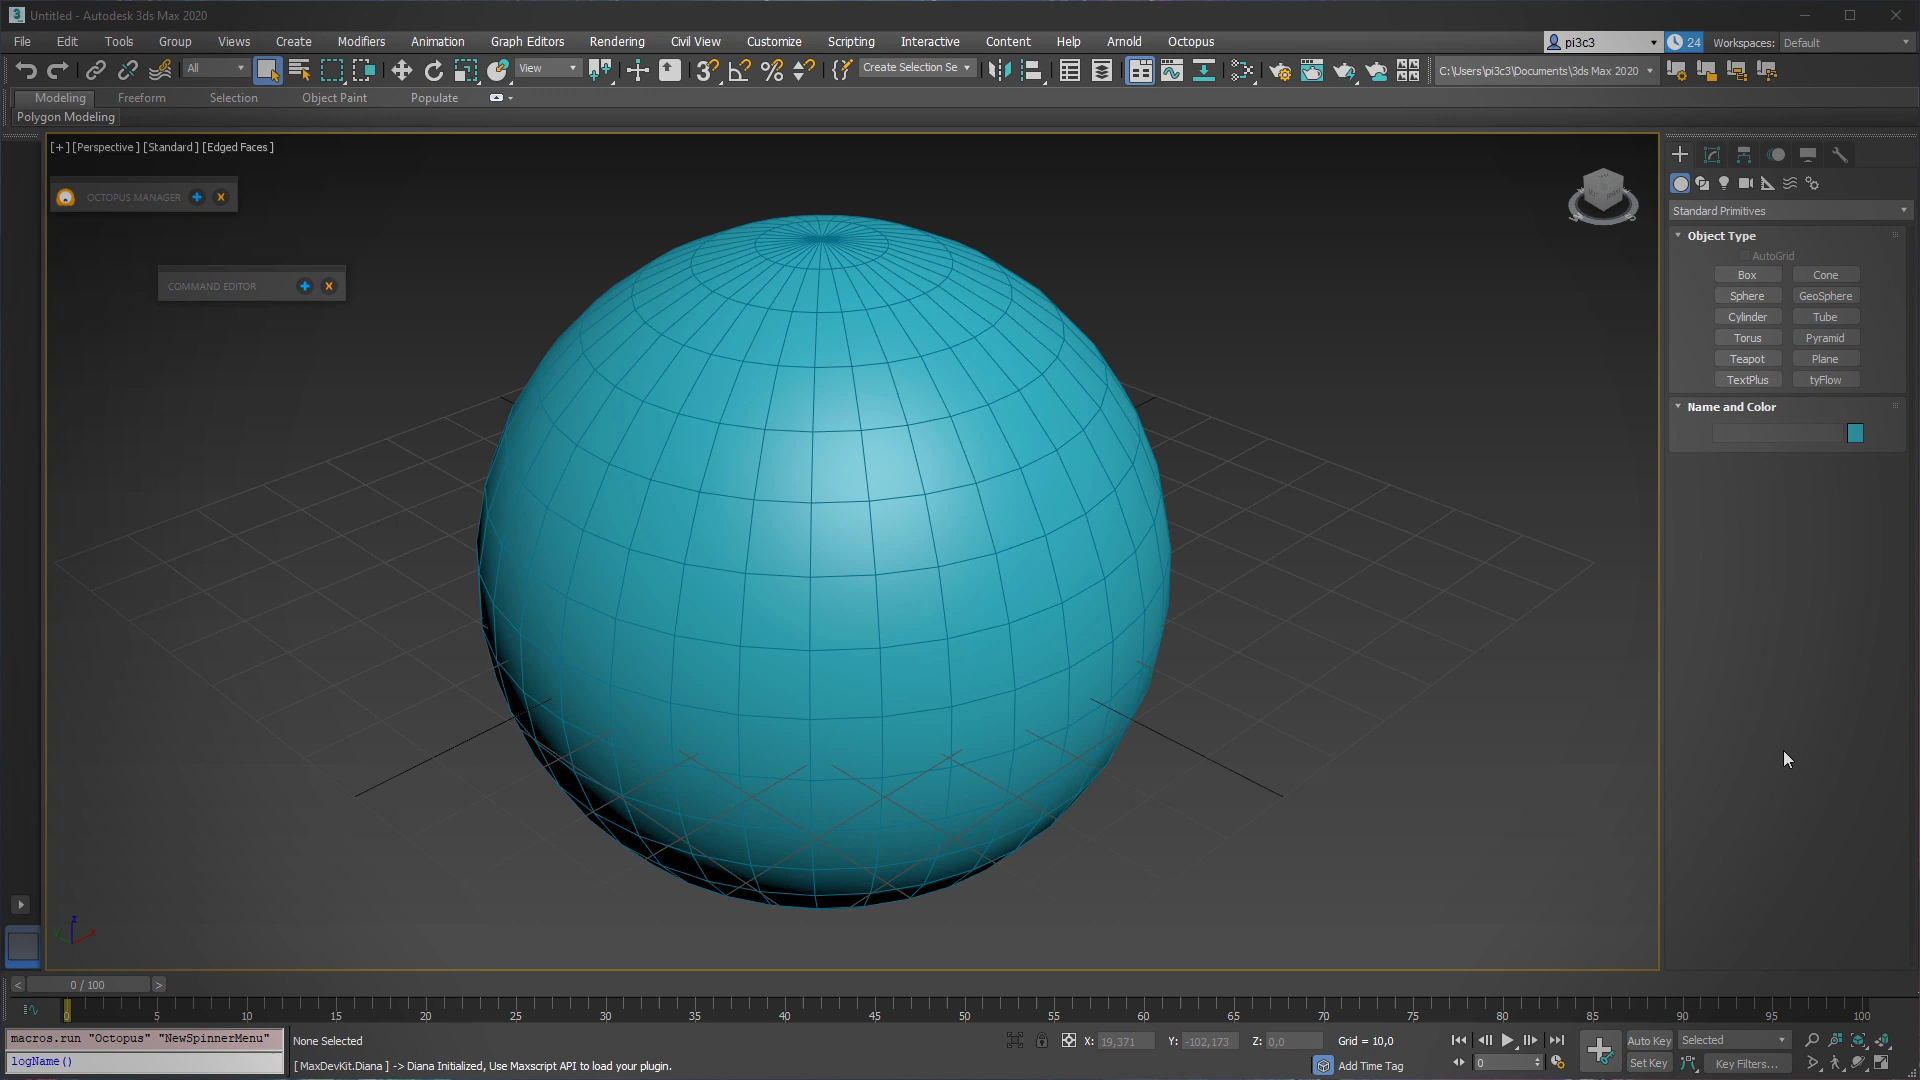 Untitled - Autodesk 3ds Max 2020
File Edit Tools Group Views Create Modifiers Animation Graph Editors Rendering Civil View Customize Scripting Interactive Content Help Arnold Octopus
pi3c3 24 Workspaces: Default
All View Create Selection Se C:\Users\pi3c3\Documents\3ds Max 2020
Modeling Freeform Selection Object Paint Populate
Polygon Modeling
[+] [Perspective ] [Standard ] [Edged Faces ]
OCTOPUS MANAGER
COMMAND EDITOR
Standard Primitives
Object Type
AutoGrid
Box Cone
Sphere GeoSphere
Cylinder Tube
Torus Pyramid
Teapot Plane
TextPlus tyFlow
Name and Color
z
x
0 / 100
0 5 10 15 20 25 30 35 40 45 50 55 60 65 70 75 80 85 90 95 100
macros.run "Octopus" "NewSpinnerMenu"
logName()
None Selected
[MaxDevKit.Diana ] -> Diana Initialized, Use Maxscript API to load your plugin.
X: 19,371 Y: -102,173 Z: 0,0 Grid = 10,0
Add Time Tag
0
Auto Key Selected
Set Key Key Filters...